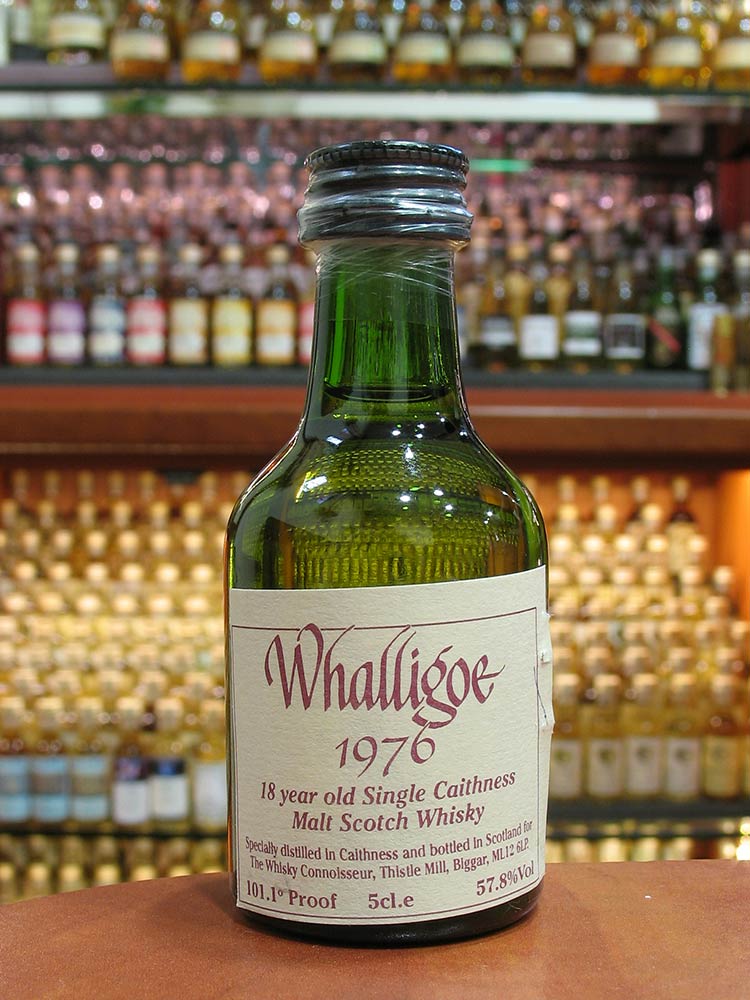 Whalligoe
1976
18 year old Single Caithness
Malt Scotch Whisky
Specially distilled in Caithness and bottled in Scotland for
The Whisky Connoisseur, Thistle Mill, Biggar, ML12 6LP.
101.1° Proof 5cl.e 57.8%Vol